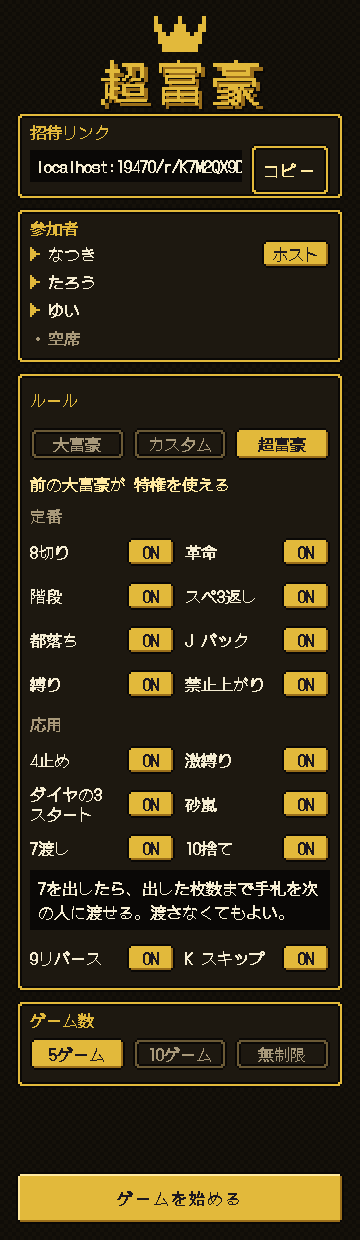 超富豪
招待リンク
localhost:19470/r/K7M2QX9D
コピー
参加者
なつき
ホスト
たろう
ゆい
・空席
ルール
大富豪 カスタム 超富豪
前の大富豪が 特権を使える
定番
8切り ON 革命 ON
階段 ON スペ3返し ON
都落ち ON J バック ON
縛り ON 禁止上がり ON
応用
4止め ON 激縛り ON
ダイヤの3
スタート ON 砂嵐 ON
7渡し ON 10捨て ON
7を出したら、出した枚数まで手札を次
の人に渡せる。渡さなくてもよい。
9リバース ON K スキップ ON
ゲーム数
5ゲーム 10ゲーム 無制限
ゲームを始める